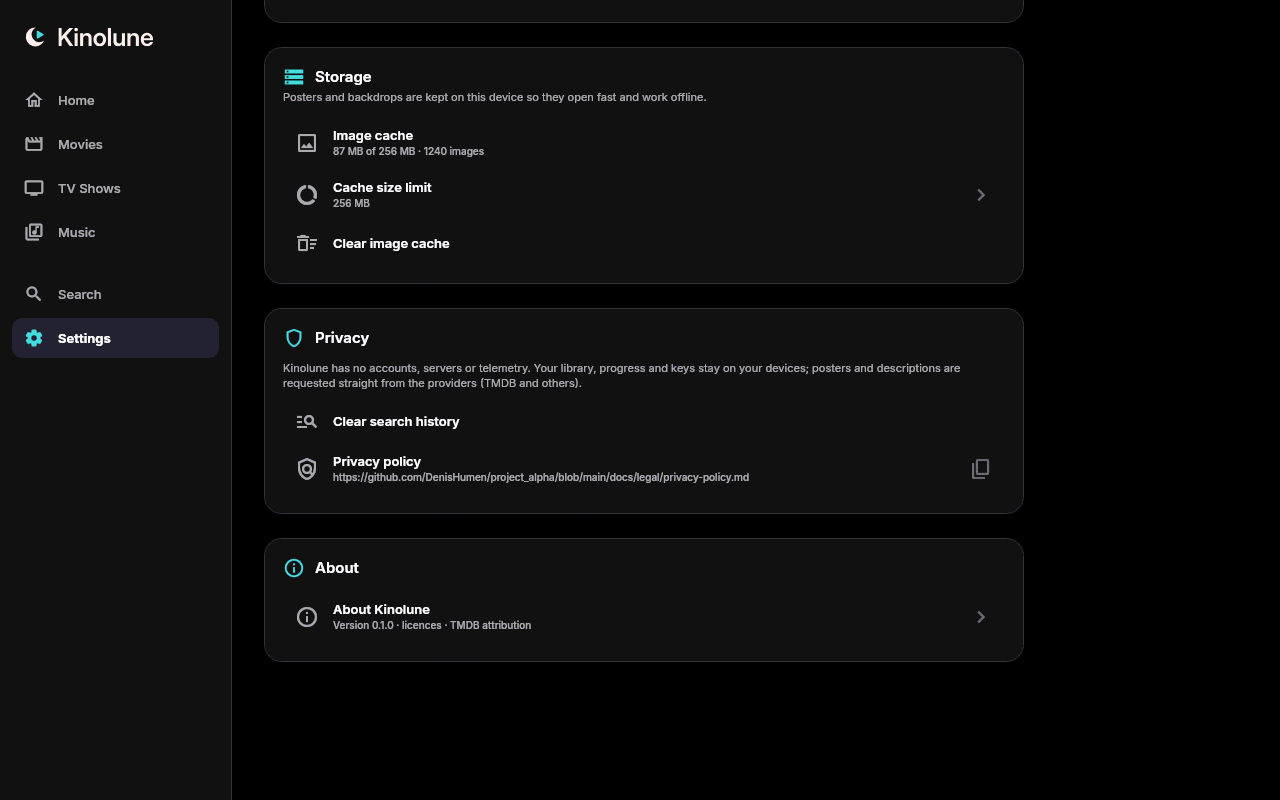 Kinolune
Home
Movies
TV Shows
Music
Search
Settings
Storage
Posters and backdrops are kept on this device so they open fast and work offline.
Image cache
87 MB of 256 MB · 1240 images
Cache size limit
256 MB
Clear image cache
Privacy
Kinolune has no accounts, servers or telemetry. Your library, progress and keys stay on your devices; posters and descriptions are
requested straight from the providers (TMDB and others).
Clear search history
Privacy policy
https://github.com/DenisHumen/project_alpha/blob/main/docs/legal/privacy-policy.md
About
About Kinolune
Version 0.1.0 · licences · TMDB attribution